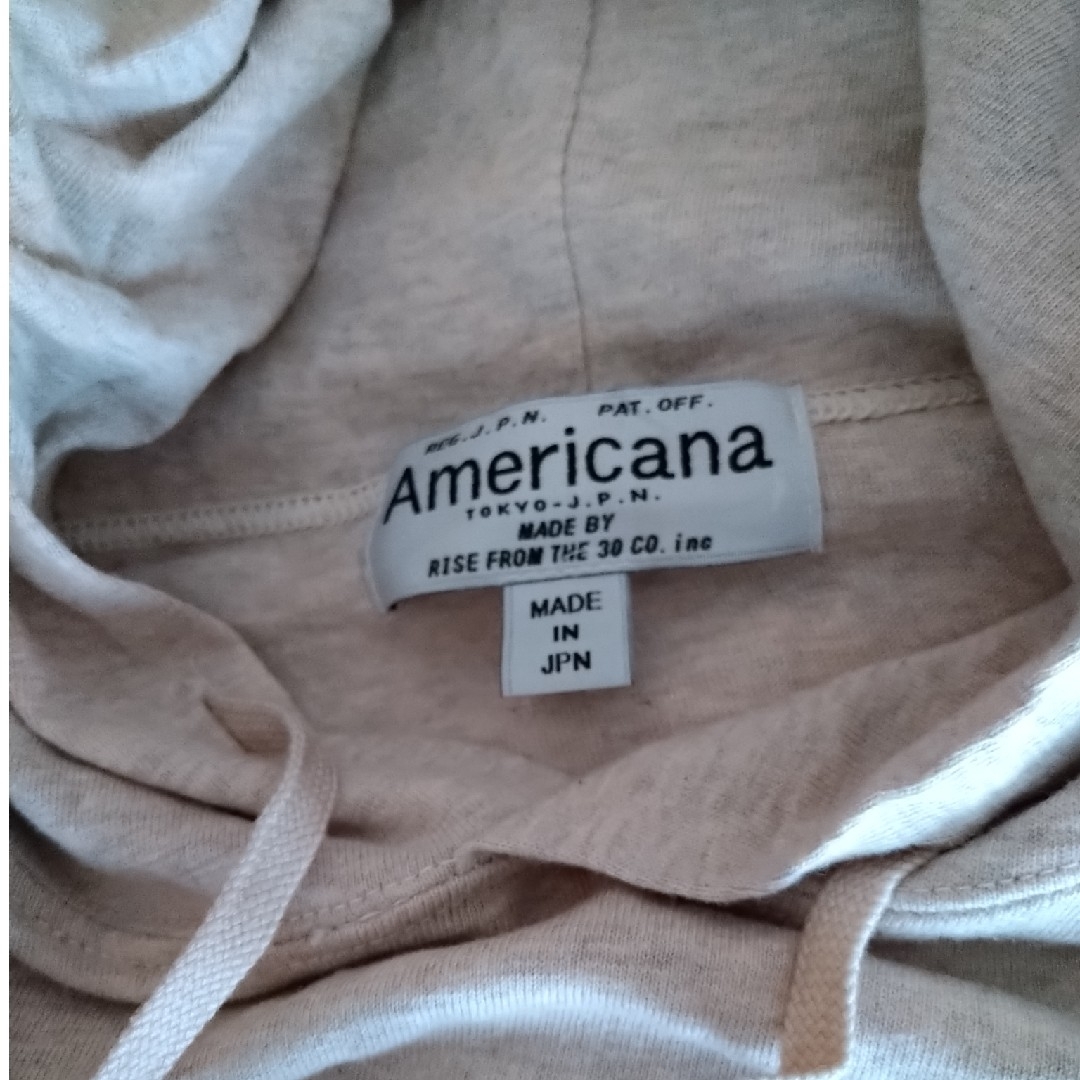 REG.J.P.N. PAT.OFF.
Americana
TOKYO-J.P.N.
MADE BY
RISE FROM THE 30 CO. inc
MADE
IN
JPN